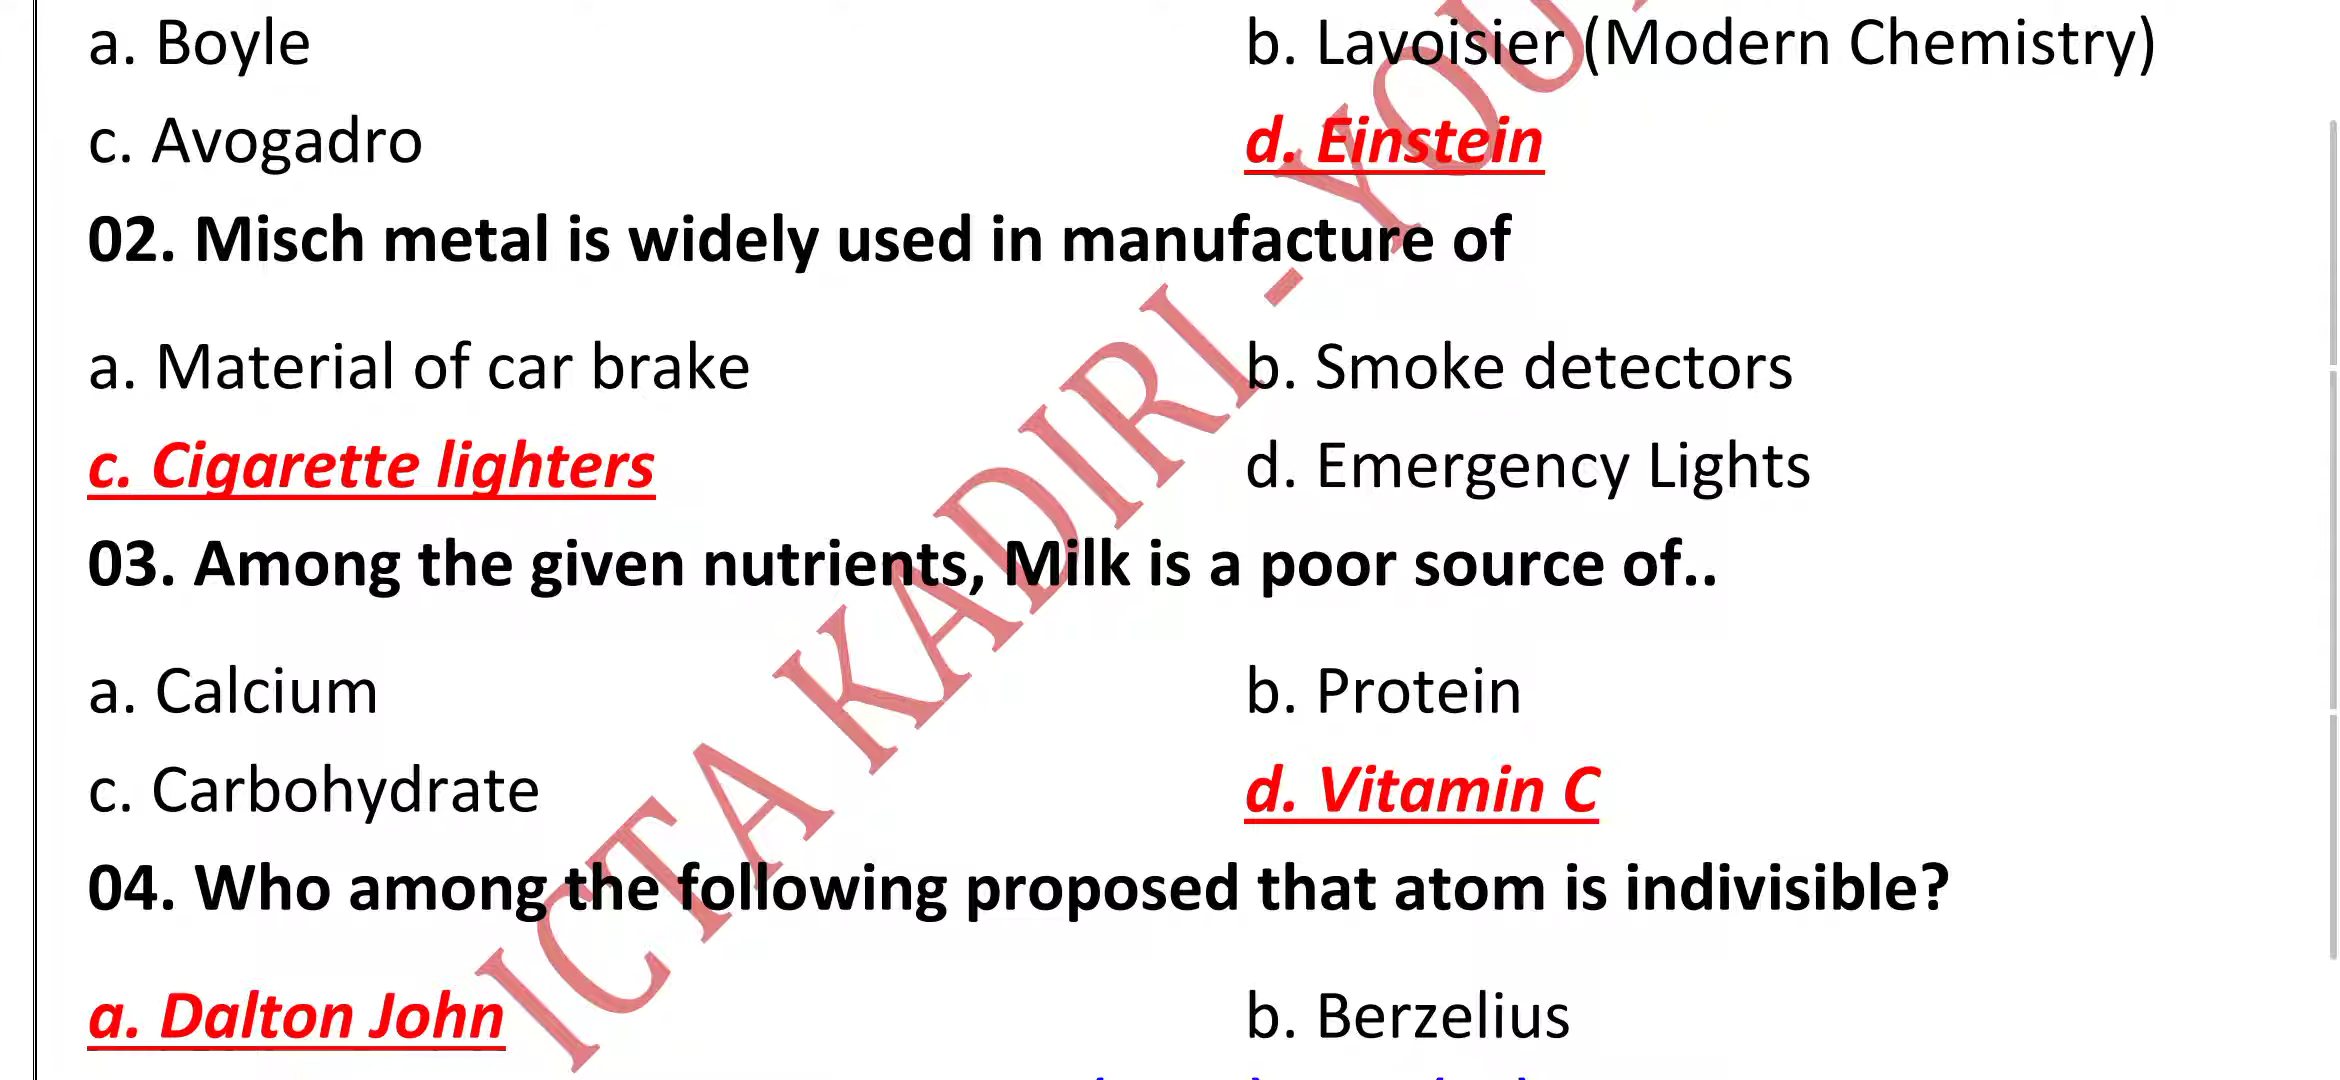 a. Boyle b. Lavoisier (Modern Chemistry)
c. Avogadro d. Einstein
02. Misch metal is widely used in manufacture of
a. Material of car brake b. Smoke detectors
c. Cigarette lighters d. Emergency Lights
03. Among the given nutrients, Milk is a poor source of..
a. Calcium b. Protein
c. Carbohydrate d. Vitamin C
04. Who among the following proposed that atom is indivisible?
a. Dalton John b. Berzelius
ICTA KADIRI - YOU